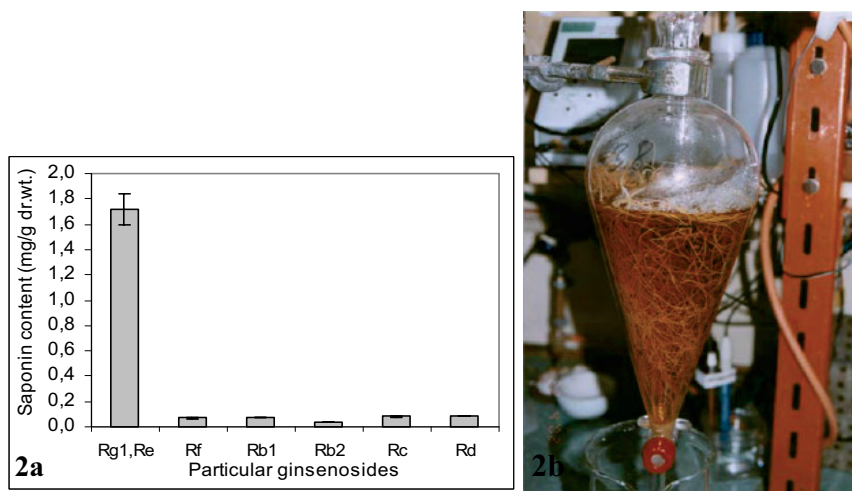 2,0
1,8
1,6
1,4
1,2
1,0
0,8
0,6
0,4
0,2
0,0
Saponin content (mg/g dr.wt.)
Rg1,Re Rf Rb1 Rb2 Rc Rd
Particular ginsenosides
2a
2b